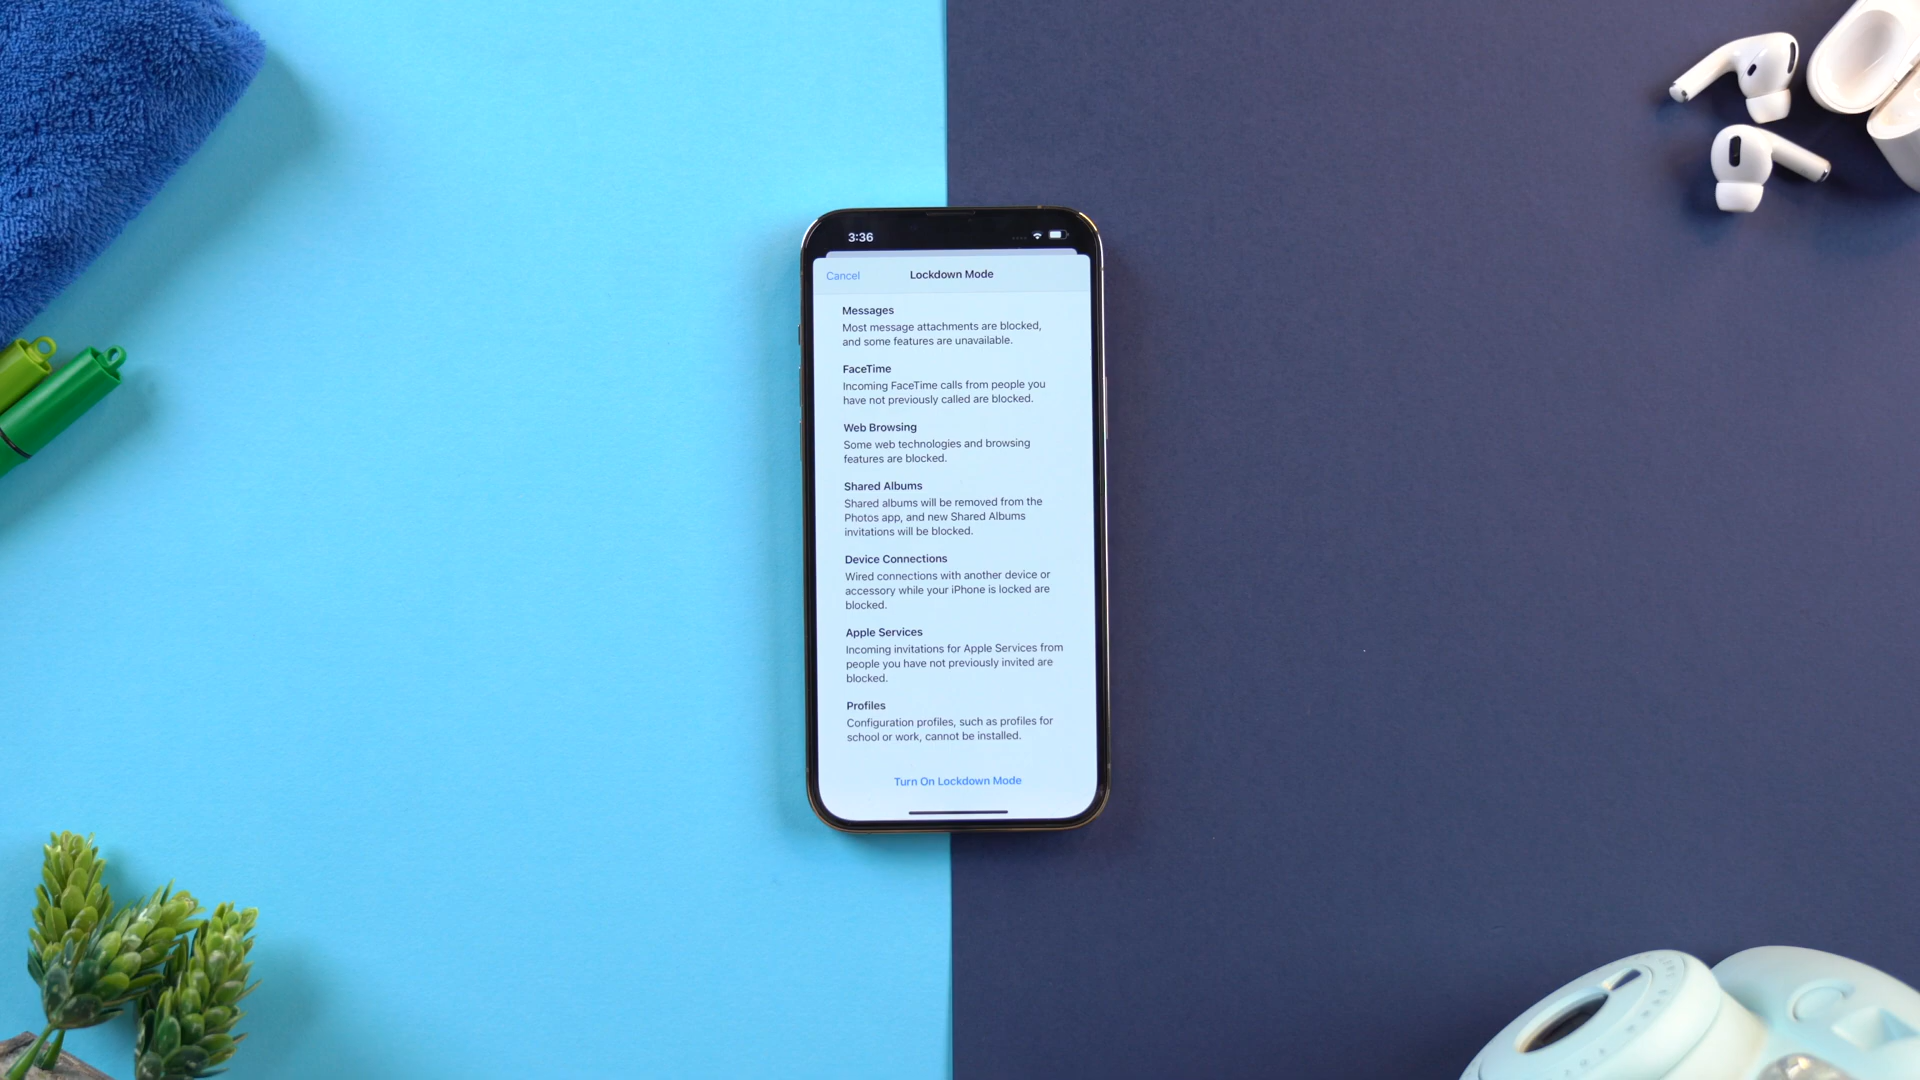 3:36
Cancel
Lockdown Mode
Messages
Most message attachments are blocked,
and some features are unavailable.
FaceTime
Incoming FaceTime calls from people you
have not previously called are blocked.
Web Browsing
Some web technologies and browsing
features are blocked.
Shared Albums
Shared albums will be removed from the
Photos app, and new Shared Albums
invitations will be blocked.
Device Connections
Wired connections with another device or
accessory while your iPhone is locked are
blocked.
Apple Services
Incoming invitations for Apple Services from
people you have not previously invited are
blocked.
Profiles
Configuration profiles, such as profiles for
school or work, cannot be installed.
Turn On Lockdown Mode